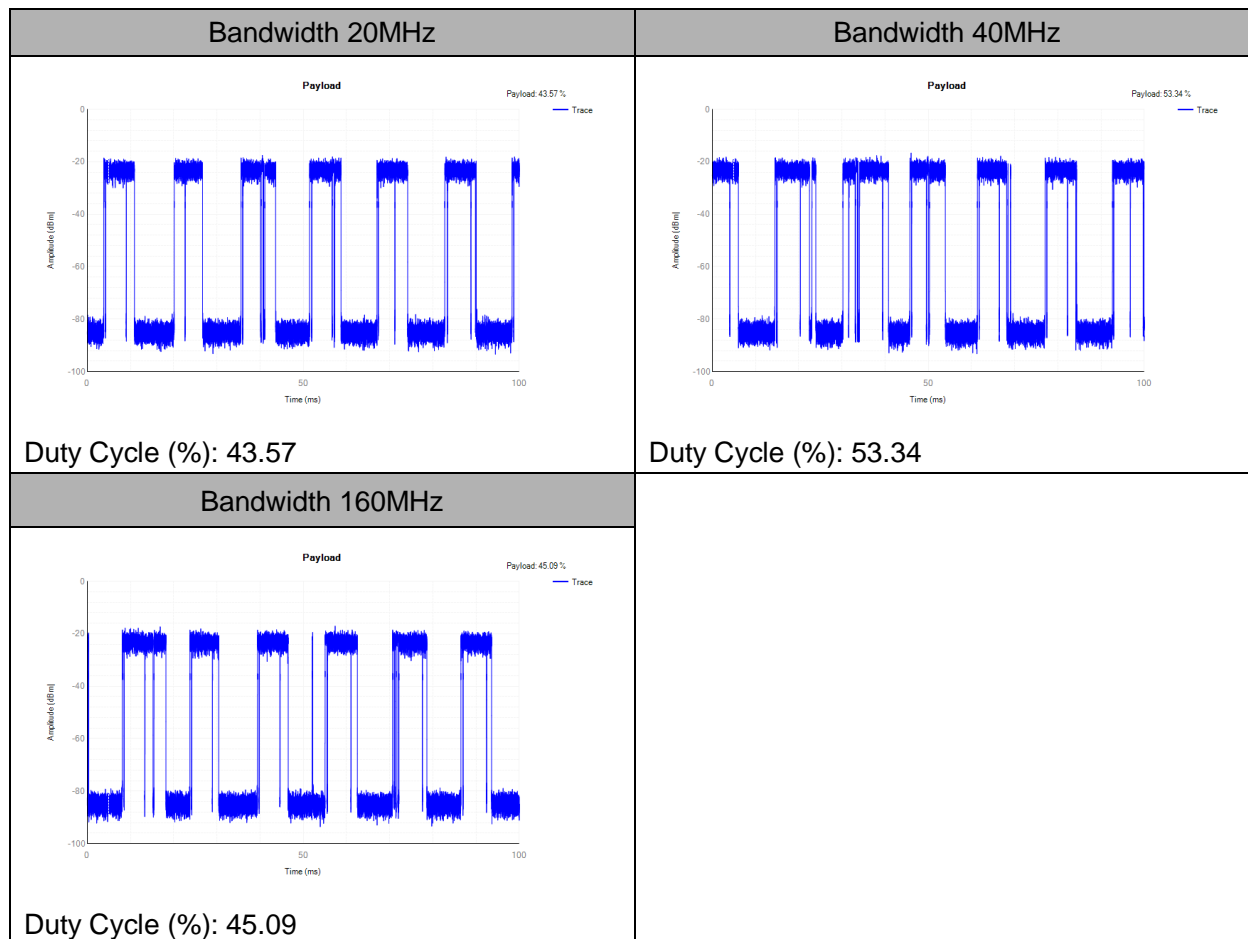 Bandwidth 20MHz
Payload
Payload: 43.57 %
Trace
0
-20
-40
-60
-80
-100
Amplitude (dBm)
0
50
100
Time (ms)
Duty Cycle (%): 43.57
Bandwidth 40MHz
Payload
Payload: 53.34 %
Trace
0
-20
-40
-60
-80
-100
Amplitude (dBm)
0
50
100
Time (ms)
Duty Cycle (%): 53.34
Bandwidth 160MHz
Payload
Payload: 45.09 %
Trace
0
-20
-40
-60
-80
-100
Amplitude (dBm)
0
50
100
Time (ms)
Duty Cycle (%): 45.09